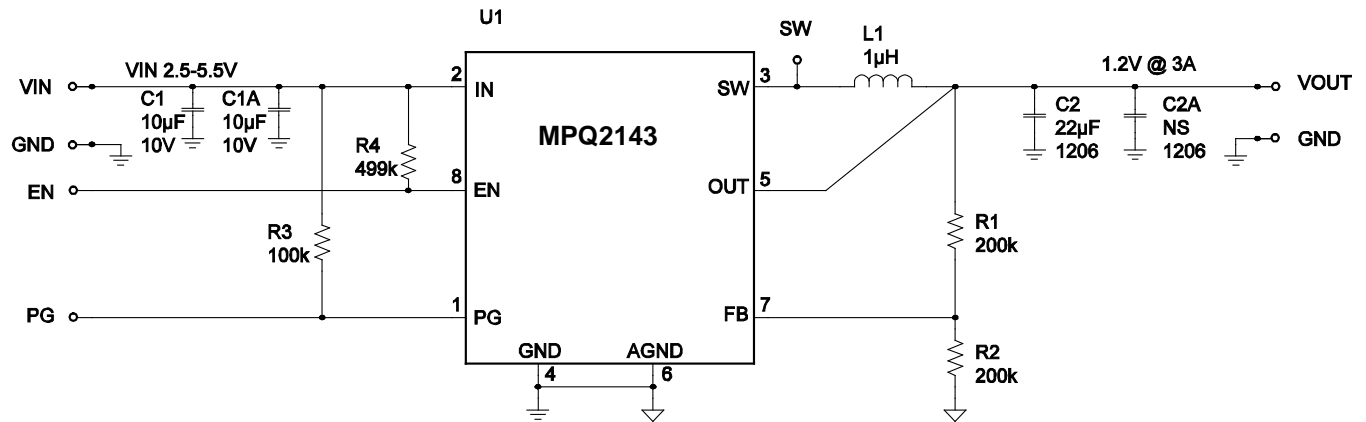 U1
SW
L1
1µH
VIN
VIN 2.5-5.5V
2
IN
SW
3
1.2V @ 3A
VOUT
C1
10µF
10V
C1A
10µF
10V
MPQ2143
C2
22µF
1206
C2A
NS
1206
GND
GND
R4
499k
EN
8
EN
OUT
5
R3
100k
R1
200k
PG
1
PG
FB
7
GND
AGND
4
6
R2
200k